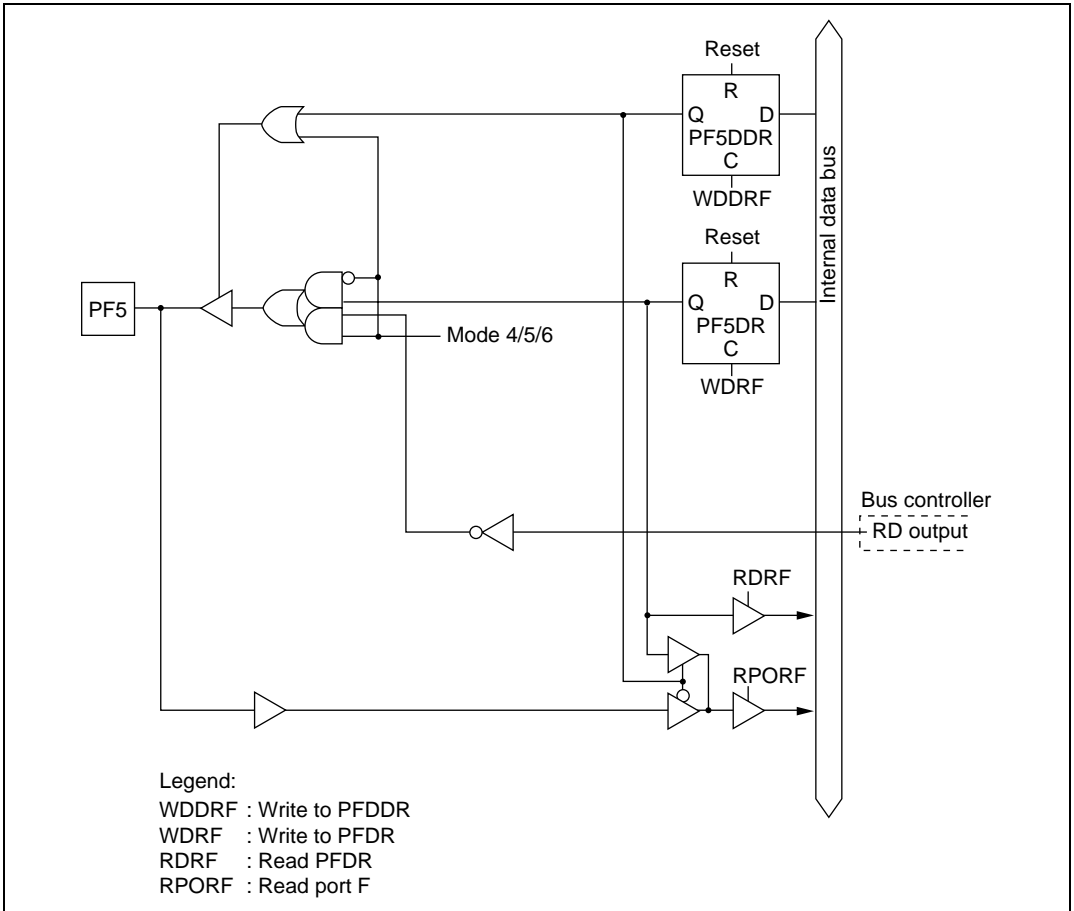 Reset
R
Q D
PF5DDR
C
WDDRF
Reset
R
Q D
PF5DR
C
WDRF
Internal data bus
PF5
Mode 4/5/6
Bus controller
RD output
RDRF
RPORF
Legend:
WDDRF : Write to PFDDR
WDRF : Write to PFDR
RDRF : Read PFDR
RPORF : Read port F